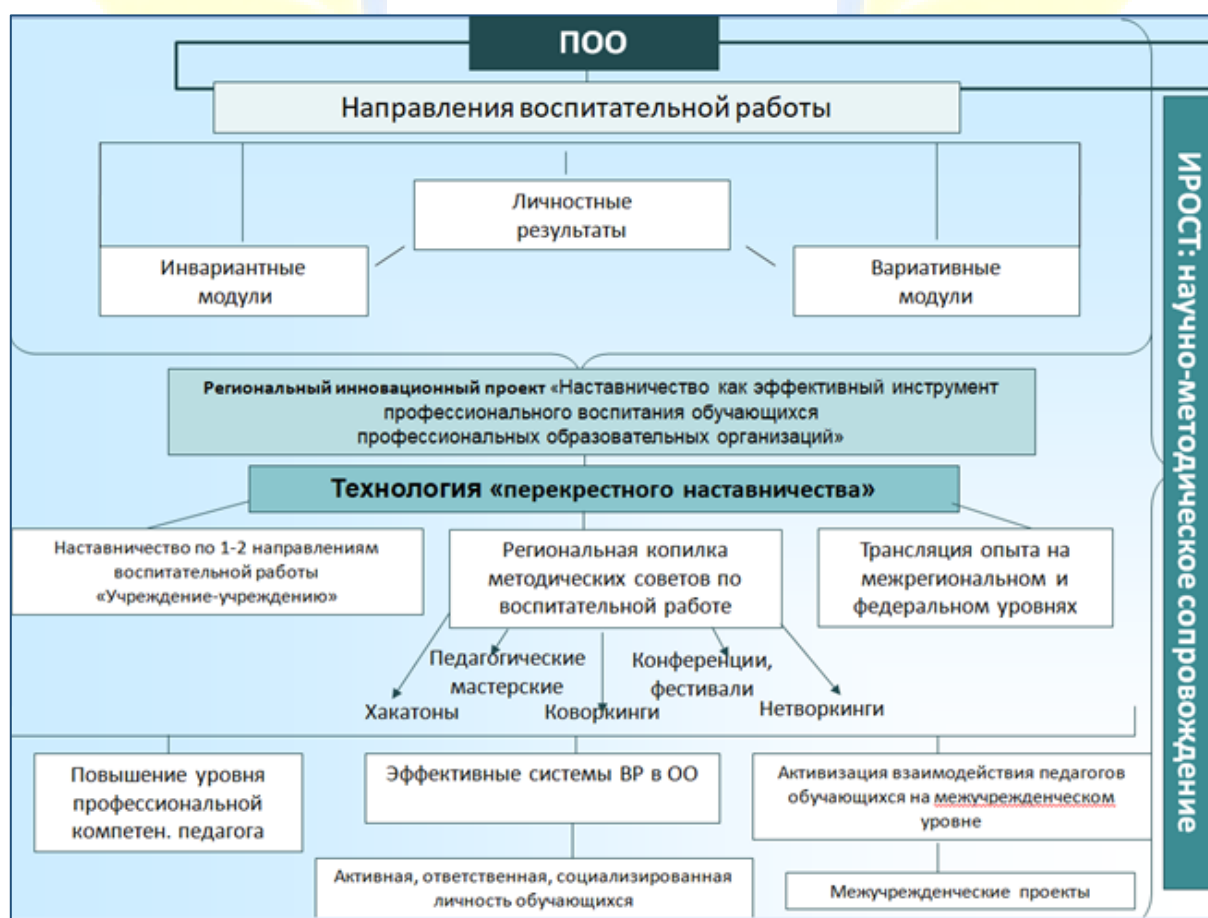 ПОО
Направления воспитательной работы
Личностные
результаты
Инвариантные
модули
Вариативные
модули
Региональный инновационный проект «Наставничество как эффективный инструмент
профессионального воспитания обучающихся
профессиональных образовательных организаций»
Технология «перекрестного наставничества»
Наставничество по 1-2 направлениям
воспитательной работы
«Учреждение-учреждению»
Региональная копилка
методических советов по
воспитательной работе
Трансляция опыта на
межрегиональном и
федеральном уровнях
Педагогические
мастерские
Конференции,
фестивали
Хакатоны
Коворкинги
Нетворкинги
Повышение уровня
профессиональной
компетен. педагога
Эффективные системы ВР в ОО
Активизация взаимодействия педагогов
обучающихся на межучрежденческом
уровне
Активная, ответственная, социализированная
личность обучающихся
Межучрежденческие проекты
ИРОСТ: научно-методическое сопровождение